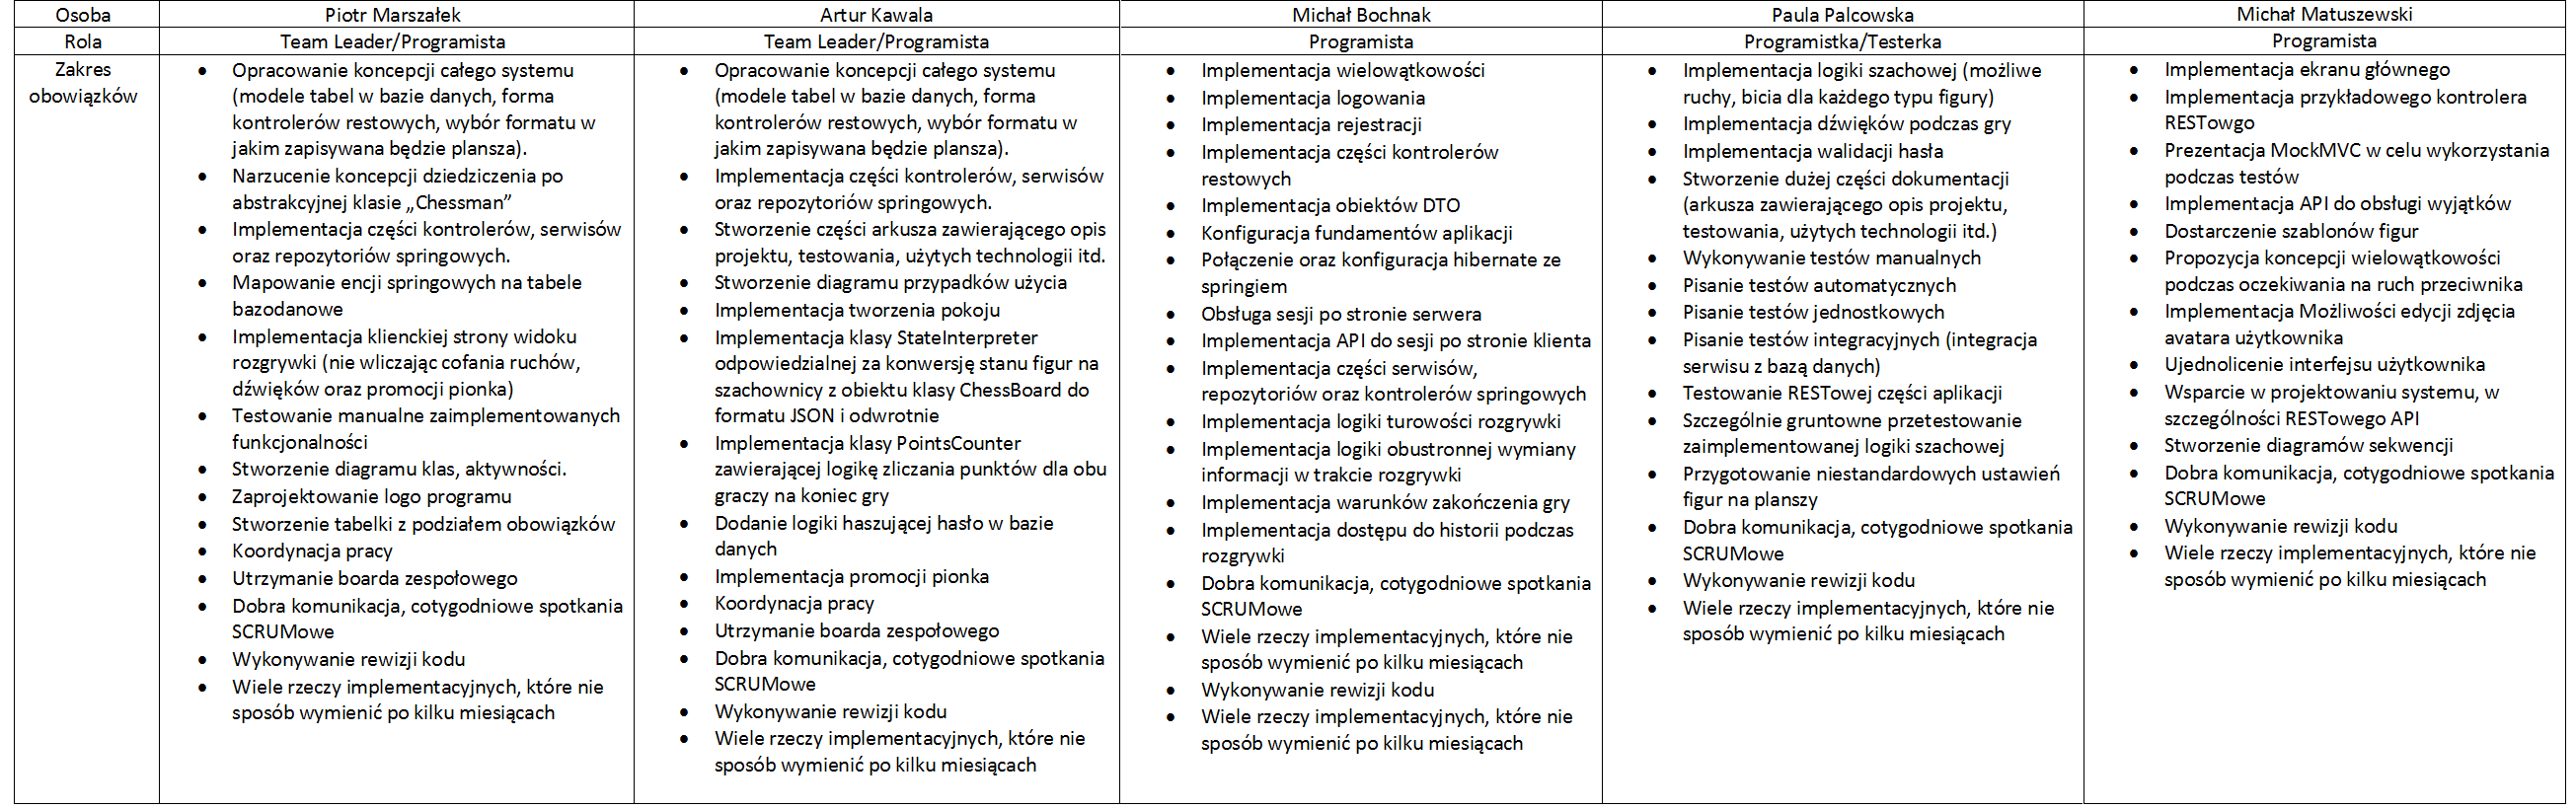 Osoba
Piotr Marszałek
Artur Kawala
Michał Bochnak
Paula Palcowska
Michał Matuszewski
Rola
Team Leader/Programista
Team Leader/Programista
Programista
Programistka/Testerka
Programista
Zakres
obowiązków
• Opracowanie koncepcji całego systemu
(modele tabel w bazie danych, forma
kontrolerów restowych, wybór formatu w
jakim zapisywana będzie plansza).
• Narzucenie koncepcji dziedziczenia po
abstrakcyjnej klasie „Chessman”
• Implementacja części kontrolerów, serwisów
oraz repozytoriów springowych.
• Mapowanie encji springowych na tabele
bazodanowe
• Implementacja klienckiej strony widoku
rozgrywki (nie wliczając cofania ruchów,
dźwięków oraz promocji pionka)
• Testowanie manualne zaimplementowanych
funkcjonalności
• Stworzenie diagramu klas, aktywności.
• Zaprojektowanie logo programu
• Stworzenie tabelki z podziałem obowiązków
• Koordynacja pracy
• Utrzymanie boarda zespołowego
• Dobra komunikacja, cotygodniowe spotkania
SCRUMowe
• Wykonywanie rewizji kodu
• Wiele rzeczy implementacyjnych, które nie
sposób wymienić po kilku miesiącach
• Opracowanie koncepcji całego systemu
(modele tabel w bazie danych, forma
kontrolerów restowych, wybór formatu w
jakim zapisywana będzie plansza).
• Implementacja części kontrolerów, serwisów
oraz repozytoriów springowych.
• Stworzenie części arkusza zawierającego opis
projektu, testowania, użytych technologii itd.
• Stworzenie diagramu przypadków użycia
• Implementacja tworzenia pokoju
• Implementacja klasy StateInterpreter
odpowiedzialnej za konwersję stanu figur na
szachownicy z obiektu klasy ChessBoard do
formatu JSON i odwrotnie
• Implementacja klasy PointsCounter
zawierającej logikę zliczania punktów dla obu
graczy na koniec gry
• Dodanie logiki haszującej hasło w bazie
danych
• Implementacja promocji pionka
• Koordynacja pracy
• Utrzymanie boarda zespołowego
• Dobra komunikacja, cotygodniowe spotkania
SCRUMowe
• Wykonywanie rewizji kodu
• Wiele rzeczy implementacyjnych, które nie
sposób wymienić po kilku miesiącach
• Implementacja wielowątkowości
• Implementacja logowania
• Implementacja rejestracji
• Implementacja części kontrolerów
restowych
• Implementacja obiektów DTO
• Konfiguracja fundamentów aplikacji
• Połączenie oraz konfiguracja hibernate ze
springiem
• Obsługa sesji po stronie serwera
• Implementacja API do sesji po stronie klienta
• Implementacja części serwisów,
repozytoriów oraz kontrolerów springowych
• Implementacja logiki turowości rozgrywki
• Implementacja logiki obustronnej wymiany
informacji w trakcie rozgrywki
• Implementacja warunków zakończenia gry
• Implementacja dostępu do historii podczas
rozgrywki
• Dobra komunikacja, cotygodniowe spotkania
SCRUMowe
• Wiele rzeczy implementacyjnych, które nie
sposób wymienić po kilku miesiącach
• Wykonywanie rewizji kodu
• Wiele rzeczy implementacyjnych, które nie
sposób wymienić po kilku miesiącach
• Implementacja logiki szachowej (możliwe
ruchy, bicia dla każdego typu figury)
• Implementacja dźwięków podczas gry
• Implementacja walidacji hasła
• Stworzenie dużej części dokumentacji
(arkusza zawierającego opis projektu,
testowania, użytych technologii itd.)
• Wykonywanie testów manualnych
• Pisanie testów automatycznych
• Pisanie testów jednostkowych
• Pisanie testów integracyjnych (integracja
serwisu z bazą danych)
• Testowanie RESTowej części aplikacji
• Szczególnie gruntowne przetestowanie
zaimplementowanej logiki szachowej
• Przygotowanie niestandardowych ustawień
figur na planszy
• Dobra komunikacja, cotygodniowe spotkania
SCRUMowe
• Wykonywanie rewizji kodu
• Wiele rzeczy implementacyjnych, które nie
sposób wymienić po kilku miesiącach
• Implementacja ekranu głównego
• Implementacja przykładowego kontrolera
RESTowgo
• Prezentacja MockMVC w celu wykorzystania
podczas testów
• Implementacja API do obsługi wyjątków
• Dostarczenie szablonów figur
• Propozycja koncepcji wielowątkowości
podczas oczekiwania na ruch przeciwnika
• Implementacja Możliwości edycji zdjęcia
avatara użytkownika
• Ujednolicenie interfejsu użytkownika
• Wsparcie w projektowaniu systemu, w
szczególności RESTowego API
• Stworzenie diagramów sekwencji
• Dobra komunikacja, cotygodniowe spotkania
SCRUMowe
• Wykonywanie rewizji kodu
• Wiele rzeczy implementacyjnych, które nie
sposób wymienić po kilku miesiącach